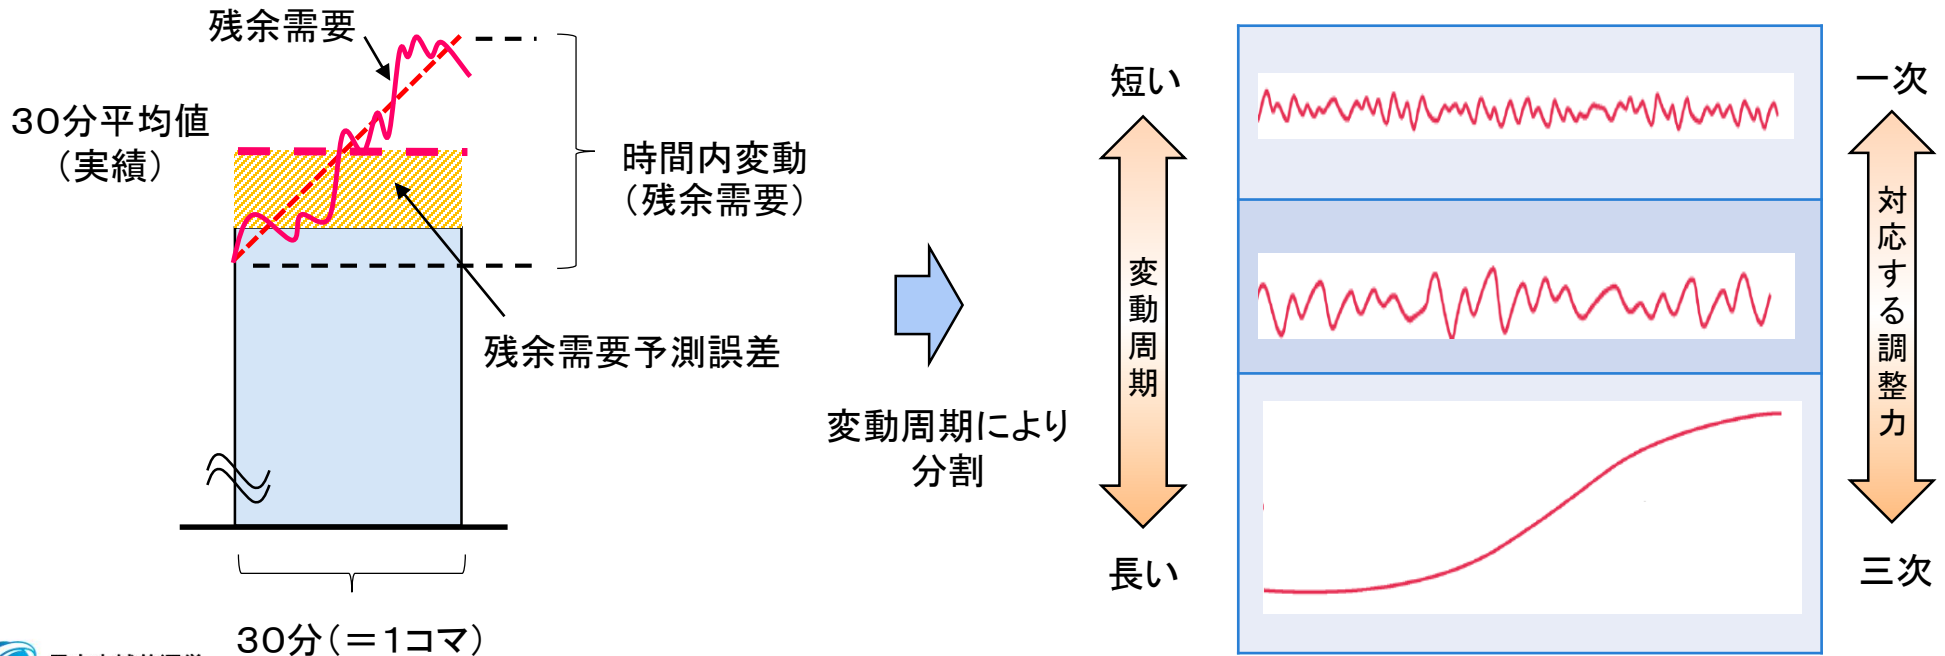 残余需要
30分平均値
（実績）
時間内変動
（残余需要）
残余需要予測誤差
30分（＝1コマ）
変動周期により
分割
短い
変動周期
長い
一次
対応する調整力
三次